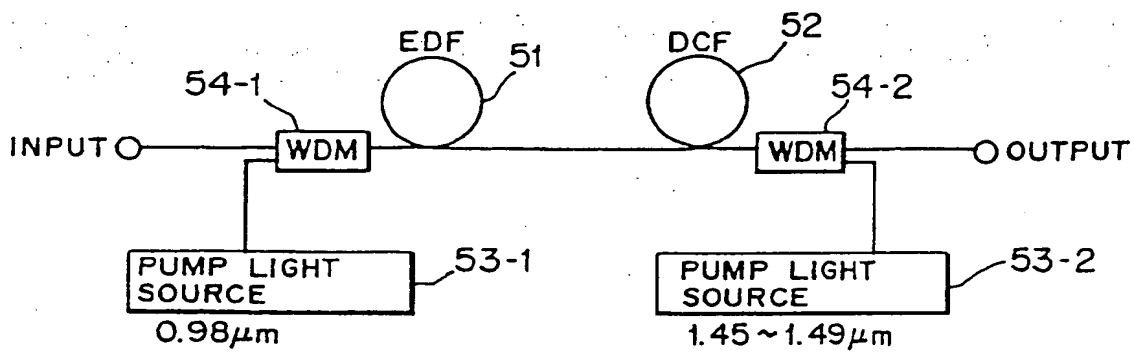 EDF
51
DCF
52
54-1
54-2
INPUT
WDM
WDM
OUTPUT
PUMP LIGHT
SOURCE
53-1
0.98μm
PUMP LIGHT
SOURCE
53-2
1.45~1.49μm